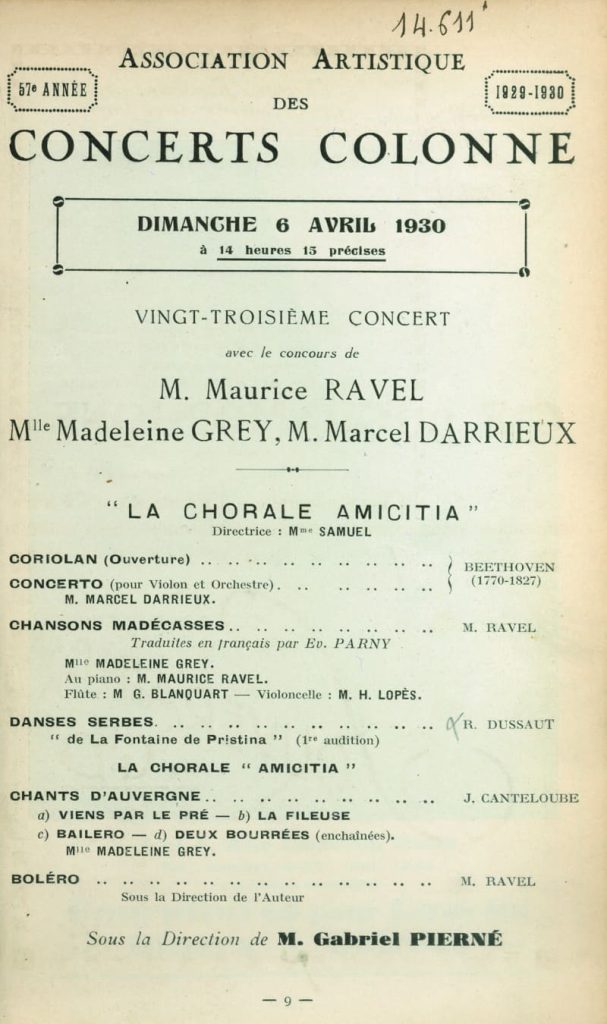 14.611
ASSOCIATION ARTISTIQUE
57e ANNÉE
1929-1930
DES
CONCERTS COLONNE
DIMANCHE 6 AVRIL 1930
à 14 heures 15 précises
VINGT-TROISIÈME CONCERT
avec le concours de
M. Maurice RAVEL
Mlle Madeleine GREY, M. Marcel DARRIEUX
" LA CHORALE AMICITIA "
Directrice : Mme SAMUEL
CORIOLAN (Ouverture) .. .. .. .. .. .. .. .. ..
BEETHOVEN
(1770-1827)
CONCERTO (pour Violon et Orchestre). .. .. .. .. .. ..
M. MARCEL DARRIEUX.
CHANSONS MADÉCASSES.. .. .. .. .. .. .. .. M. RAVEL
Traduites en français par Ev. PARNY
Mlle MADELEINE GREY.
Au piano : M. MAURICE RAVEL.
Flûte : M G. BLANQUART — Violoncelle : M. H. LOPÈS.
DANSES SERBES. .. .. .. .. .. .. .. .. .. .. R. DUSSAUT
" de La Fontaine de Pristina " (1re audition)
LA CHORALE " AMICITIA "
CHANTS D'AUVERGNE.. .. .. .. .. .. .. .. .. J. CANTELOUBE
a) VIENS PAR LE PRÉ — b) LA FILEUSE
c) BAILERO — d) DEUX BOURRÉES (enchaînées).
Mlle MADELEINE GREY.
BOLÉRO .. .. .. .. .. .. .. .. .. .. .. .. M. RAVEL
Sous la Direction de l'Auteur
Sous la Direction de M. Gabriel PIERNÉ
— 9 —